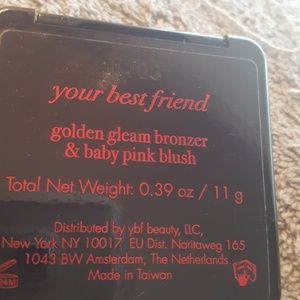 your best friend
golden gleam bronzer
& baby pink blush
Total Net Weight: 0.39 oz / 11 g
Distributed by ybf beauty, LLC,
New York NY 10017 EU Dist. Naritaweg 165
1043 BW Amsterdam, The Netherlands
Made in Taiwan